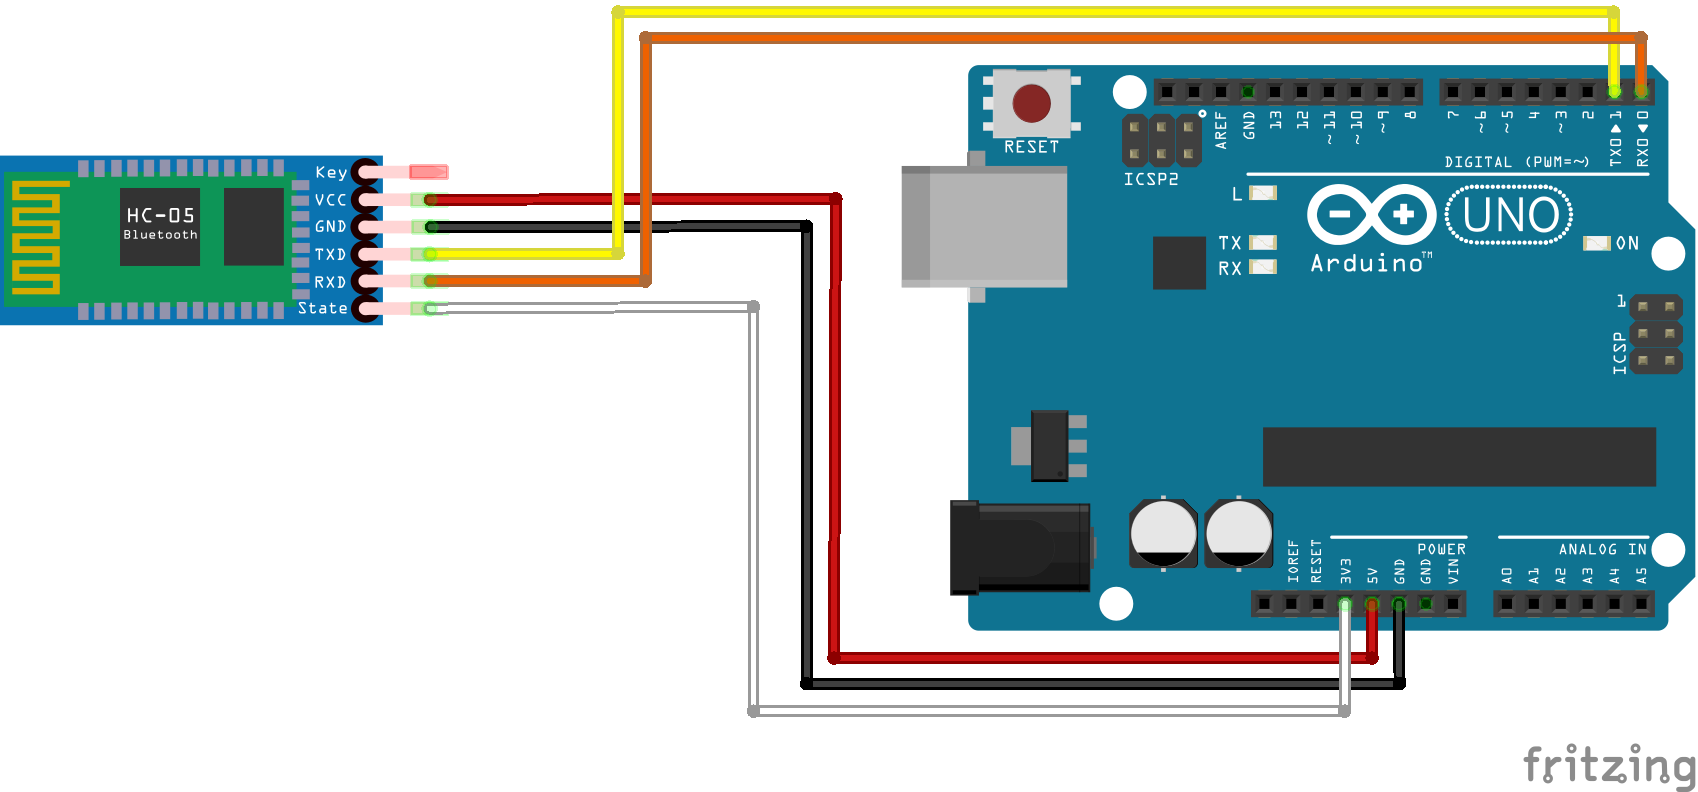 Key
VCC
GND
TXD
RXD
State
HC-05
Bluetooth
RESET
ICSP2
AREF
GND
13
12
~11
~10
~9
8
7
~6
~5
4
~3
2
TX0▶1
RX0◀0
DIGITAL (PWM=~)
L
TX
RX
UNO
Arduino™
ON
1
ICSP
IOREF
RESET
3V3
5V
GND
GND
VIN
POWER
ANALOG IN
A0
A1
A2
A3
A4
A5
fritzing